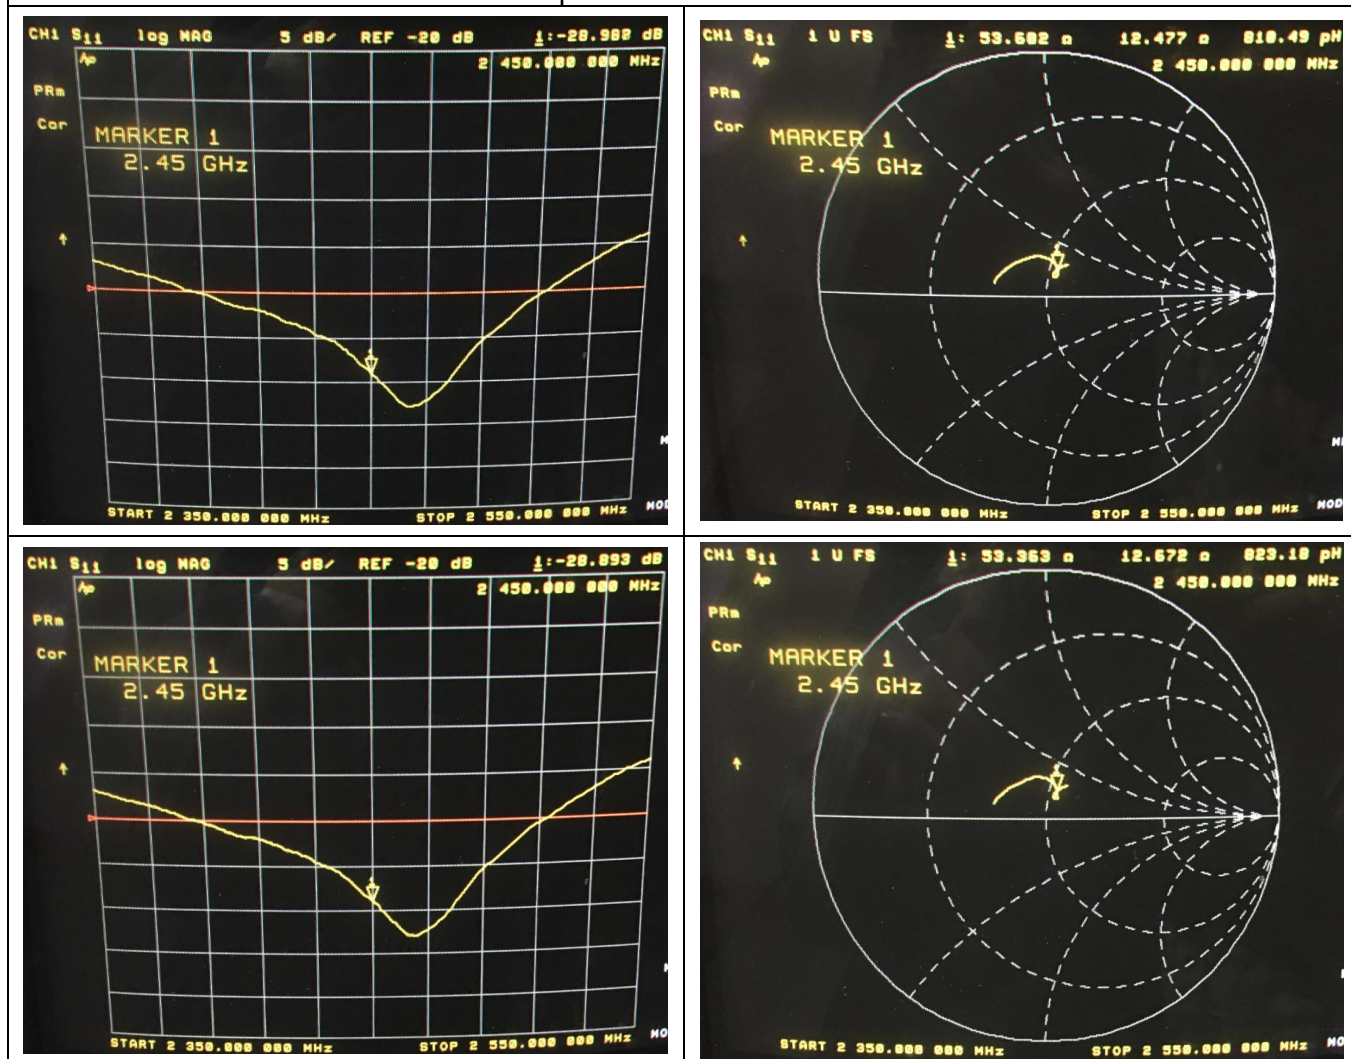 CH1 S11 log MAG 5 dB/ REF -20 dB 1:-28.988 dB
2 450.000 000 MHz
PRm
Cor
MARKER 1
2.45 GHz
START 2 350.000 000 MHz STOP 2 550.000 000 MHz
CH1 S11 1 U FS 1: 53.602 Ω 12.477 Ω 810.49 pH
2 450.000 000 MHz
PRm
Cor
MARKER 1
2.45 GHz
START 2 350.000 000 MHz STOP 2 550.000 000 MHz
CH1 S11 log MAG 5 dB/ REF -20 dB 1:-28.893 dB
2 450.000 000 MHz
PRm
Cor
MARKER 1
2.45 GHz
START 2 350.000 000 MHz STOP 2 550.000 000 MHz
CH1 S11 1 U FS 1: 53.363 Ω 12.672 Ω 823.18 pH
2 450.000 000 MHz
PRm
Cor
MARKER 1
2.45 GHz
START 2 350.000 000 MHz STOP 2 550.000 000 MHz